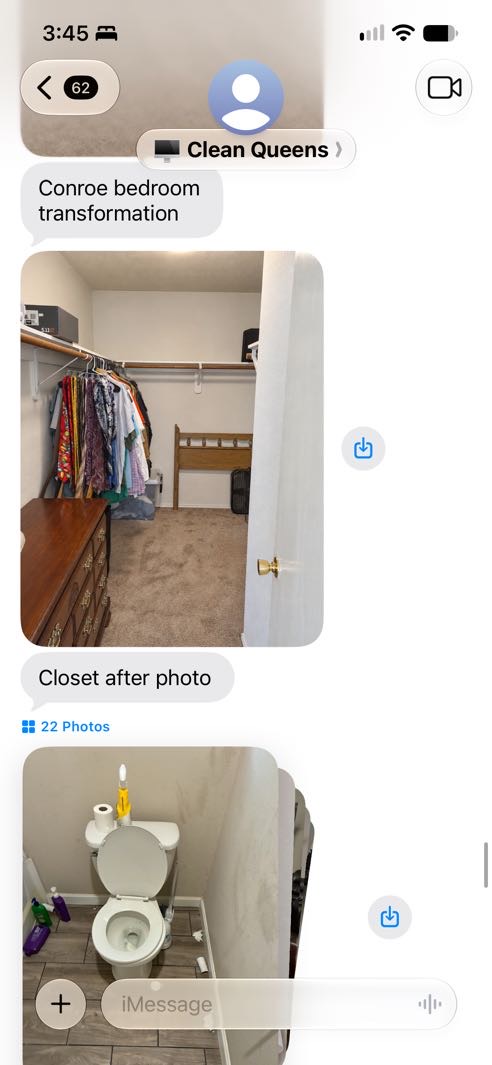 3:45
62
Clean Queens
Conroe bedroom
transformation
Closet after photo
22 Photos
iMessage